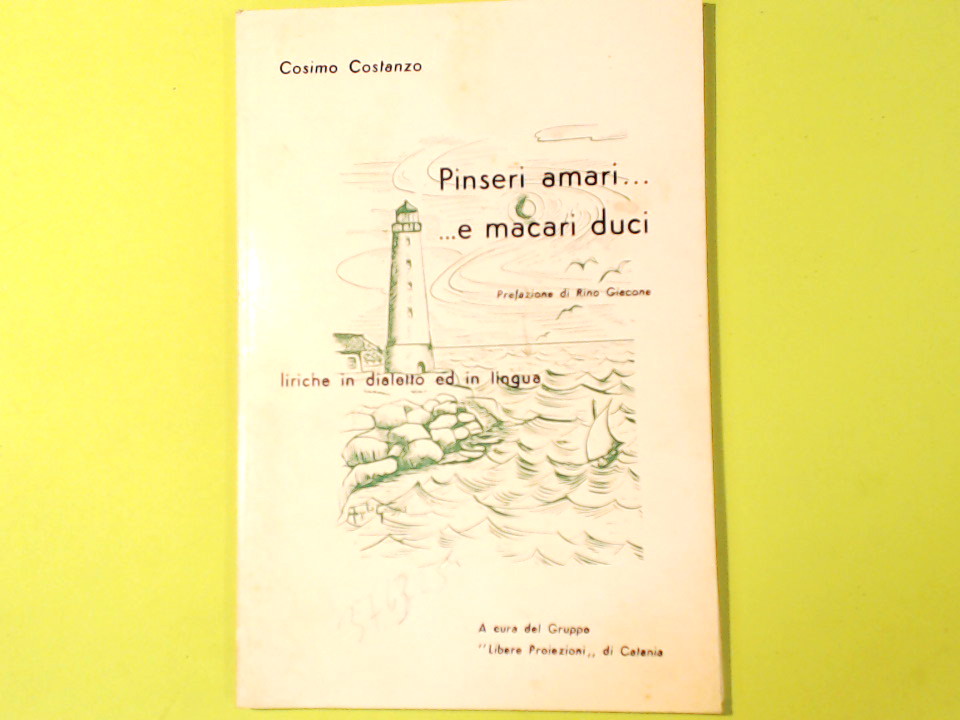 Cosimo Costanzo
Pinseri amari...
...e macari duci
Prefazione di Rino Giacone
liriche in dialetto ed in lingua
A cura del Gruppo
"Libere Proiezioni„ di Catania